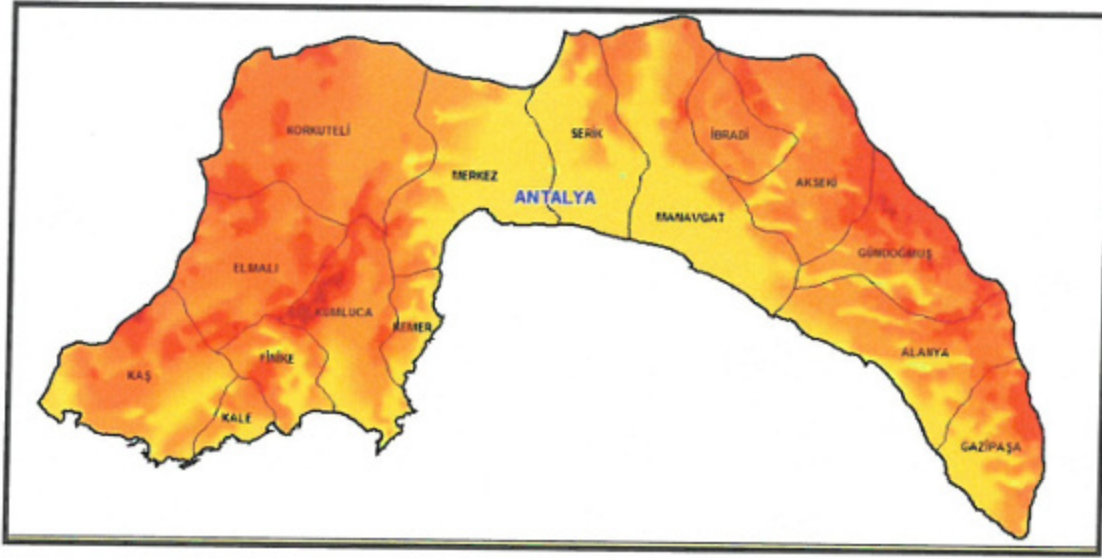 KORKUTELİ
SERİK
İBRADİ
MERKEZ
AKSEKİ
ANTALYA
MANAVGAT
GÜNDOĞMUŞ
ELMALI
KUMLUCA
KEMER
FİNİKE
ALANYA
KAŞ
KALE
GAZİPAŞA